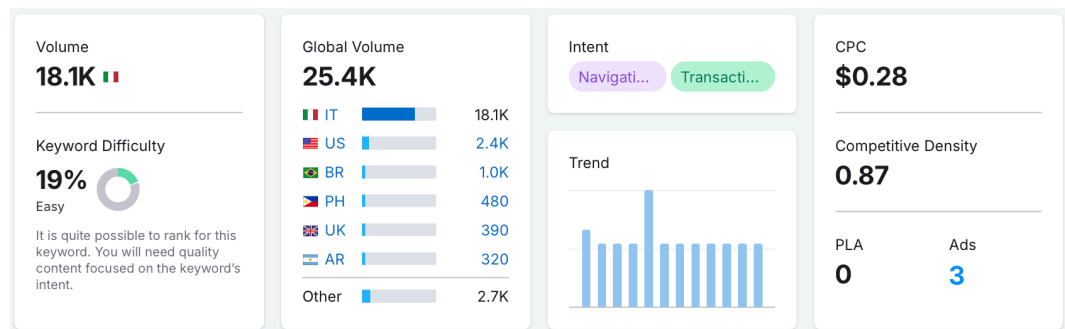 Volume
18.1K
Keyword Difficulty
19%
Easy
It is quite possible to rank for this
keyword. You will need quality
content focused on the keyword's
intent.
Global Volume
25.4K
IT 18.1K
US 2.4K
BR 1.0K
PH 480
UK 390
AR 320
Other 2.7K
Intent
Navigati... Transacti...
Trend
CPC
$0.28
Competitive Density
0.87
PLA Ads
0 3